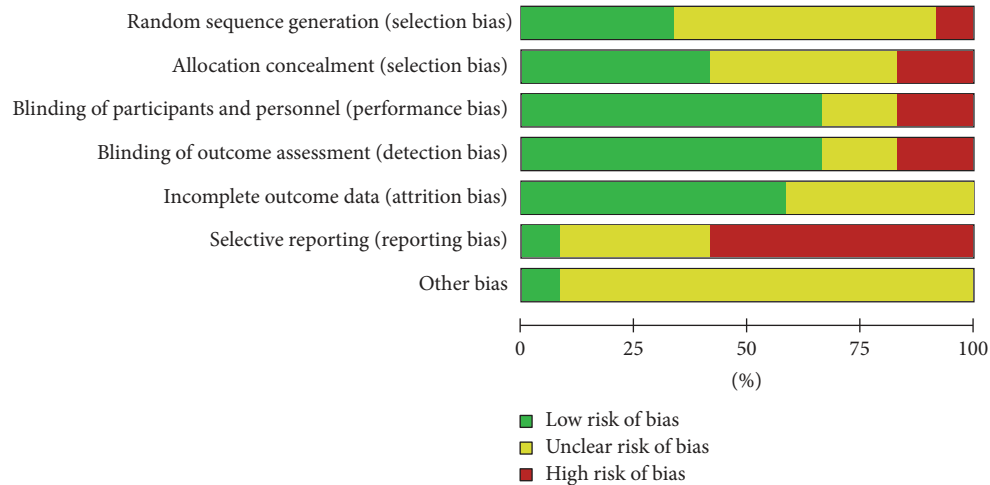 Random sequence generation (selection bias)
Allocation concealment (selection bias)
Blinding of participants and personnel (performance bias)
Blinding of outcome assessment (detection bias)
Incomplete outcome data (attrition bias)
Selective reporting (reporting bias)
Other bias
0 25 50 75 100
(%)
Low risk of bias
Unclear risk of bias
High risk of bias